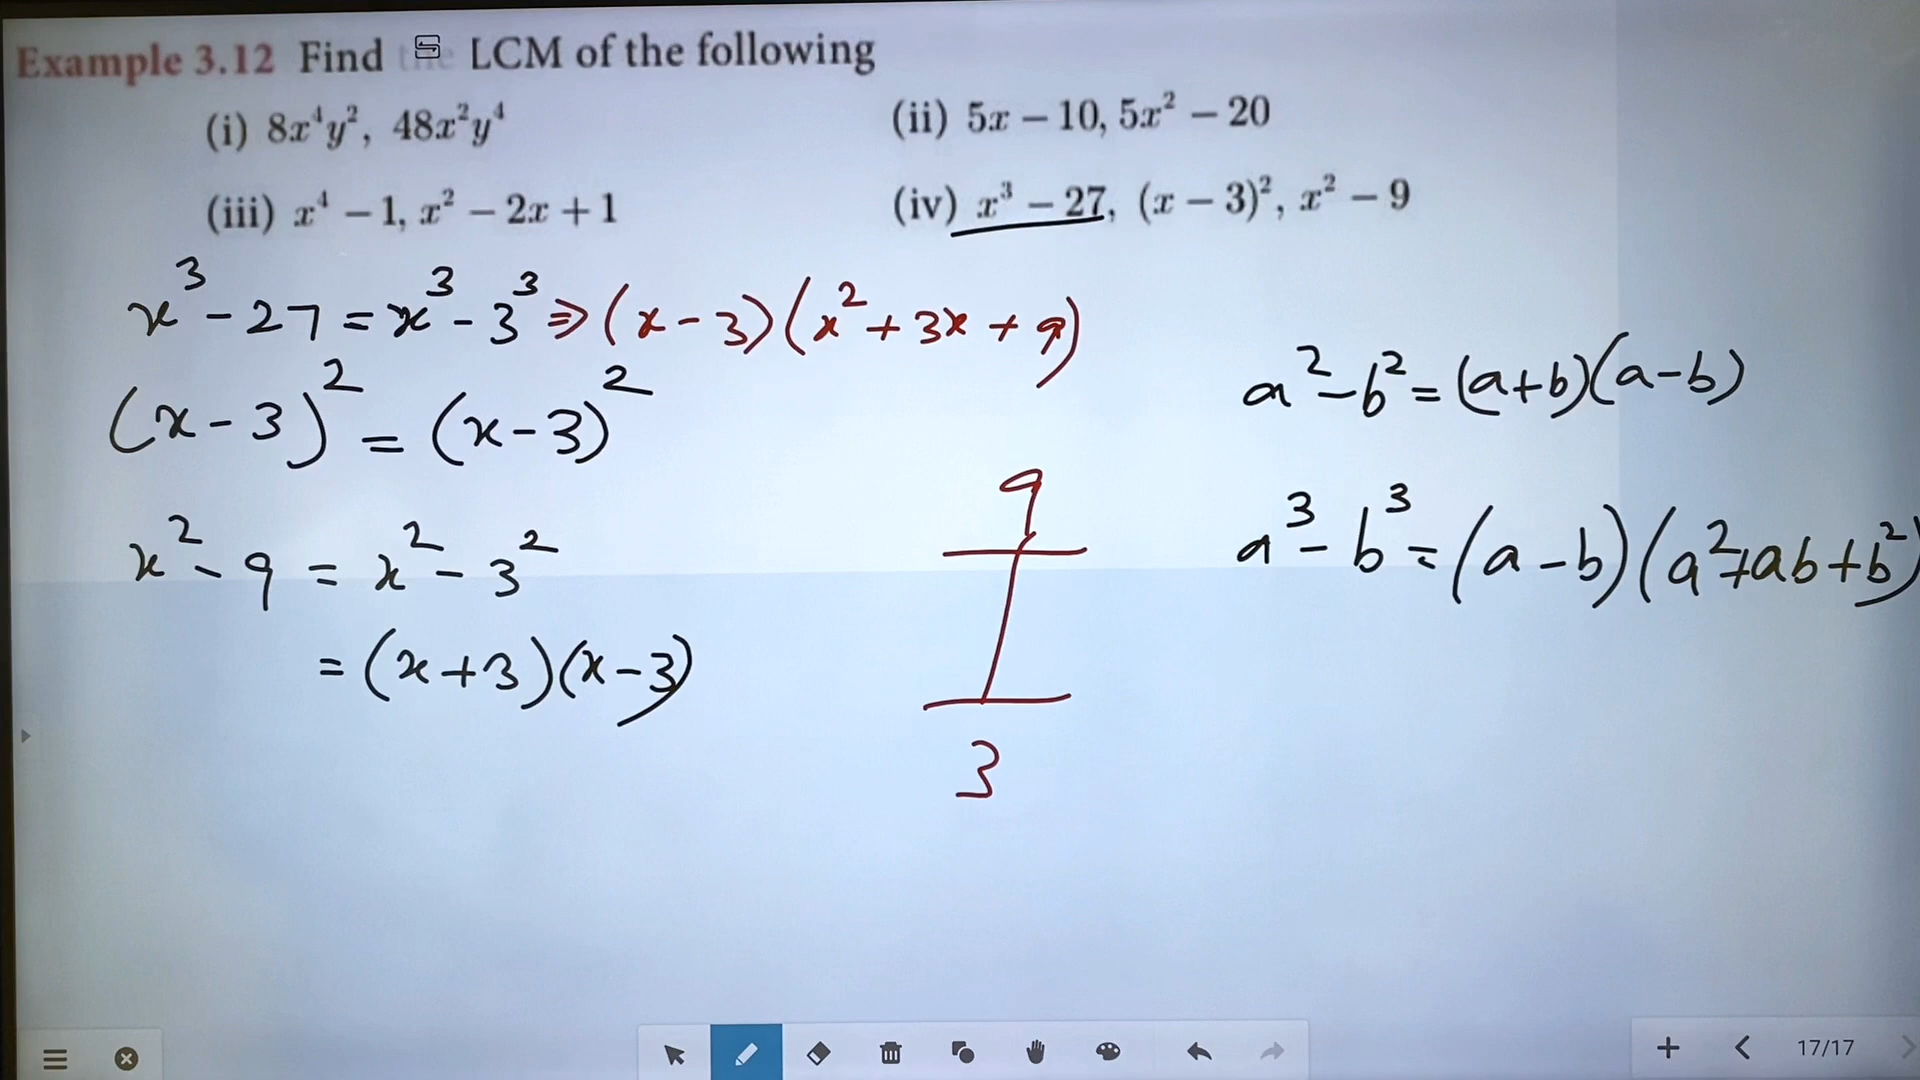 Example 3.12 Find the LCM of the following
(i) 8x⁴y², 48x²y⁴
(ii) 5x − 10, 5x² − 20
(iii) x⁴ − 1, x² − 2x + 1
(iv) x³ − 27, (x − 3)², x² − 9
x³ - 27 = x³ - 3³ ⇒ (x - 3)(x² + 3x + 9)
(x - 3)² = (x - 3)²
x² - 9 = x² - 3²
= (x + 3)(x - 3)
9
3
a² - b² = (a+b)(a-b)
a³ - b³ = (a - b)(a² + ab + b²)
17/17